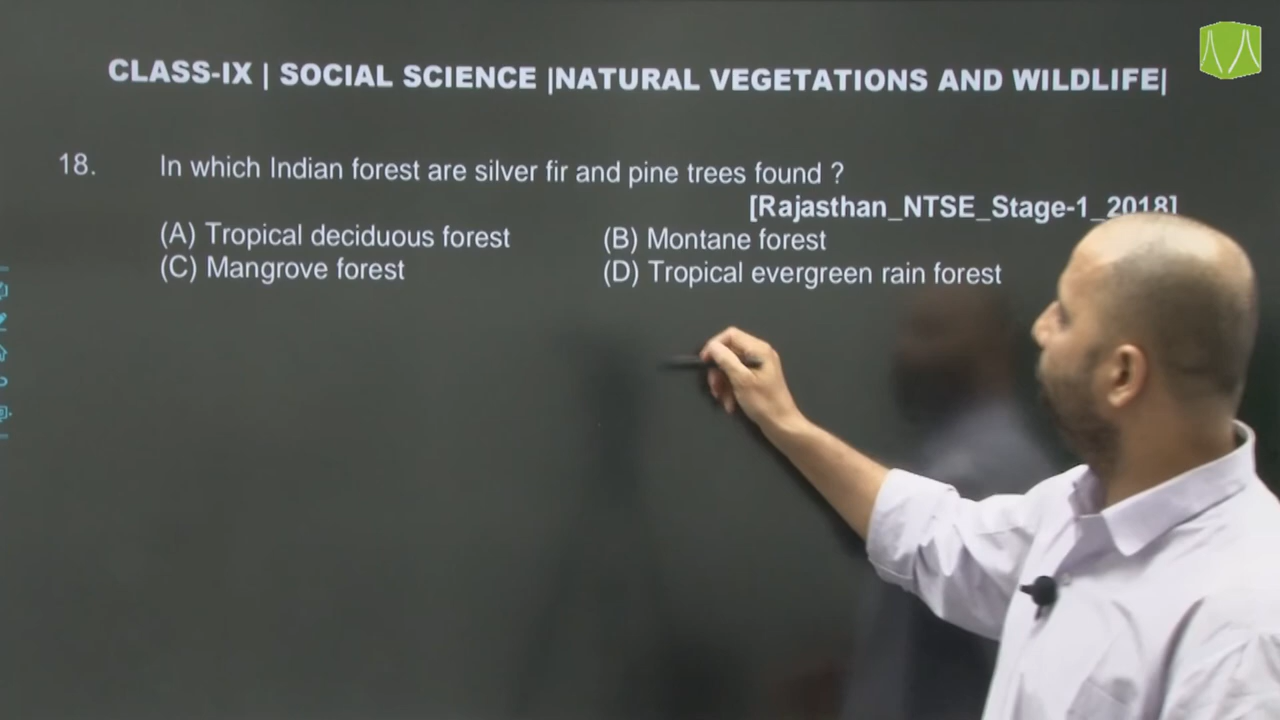 CLASS-IX | SOCIAL SCIENCE |NATURAL VEGETATIONS AND WILDLIFE|
18. In which Indian forest are silver fir and pine trees found ?
[Rajasthan_NTSE_Stage-1_2018]
(A) Tropical deciduous forest (B) Montane forest
(C) Mangrove forest (D) Tropical evergreen rain forest